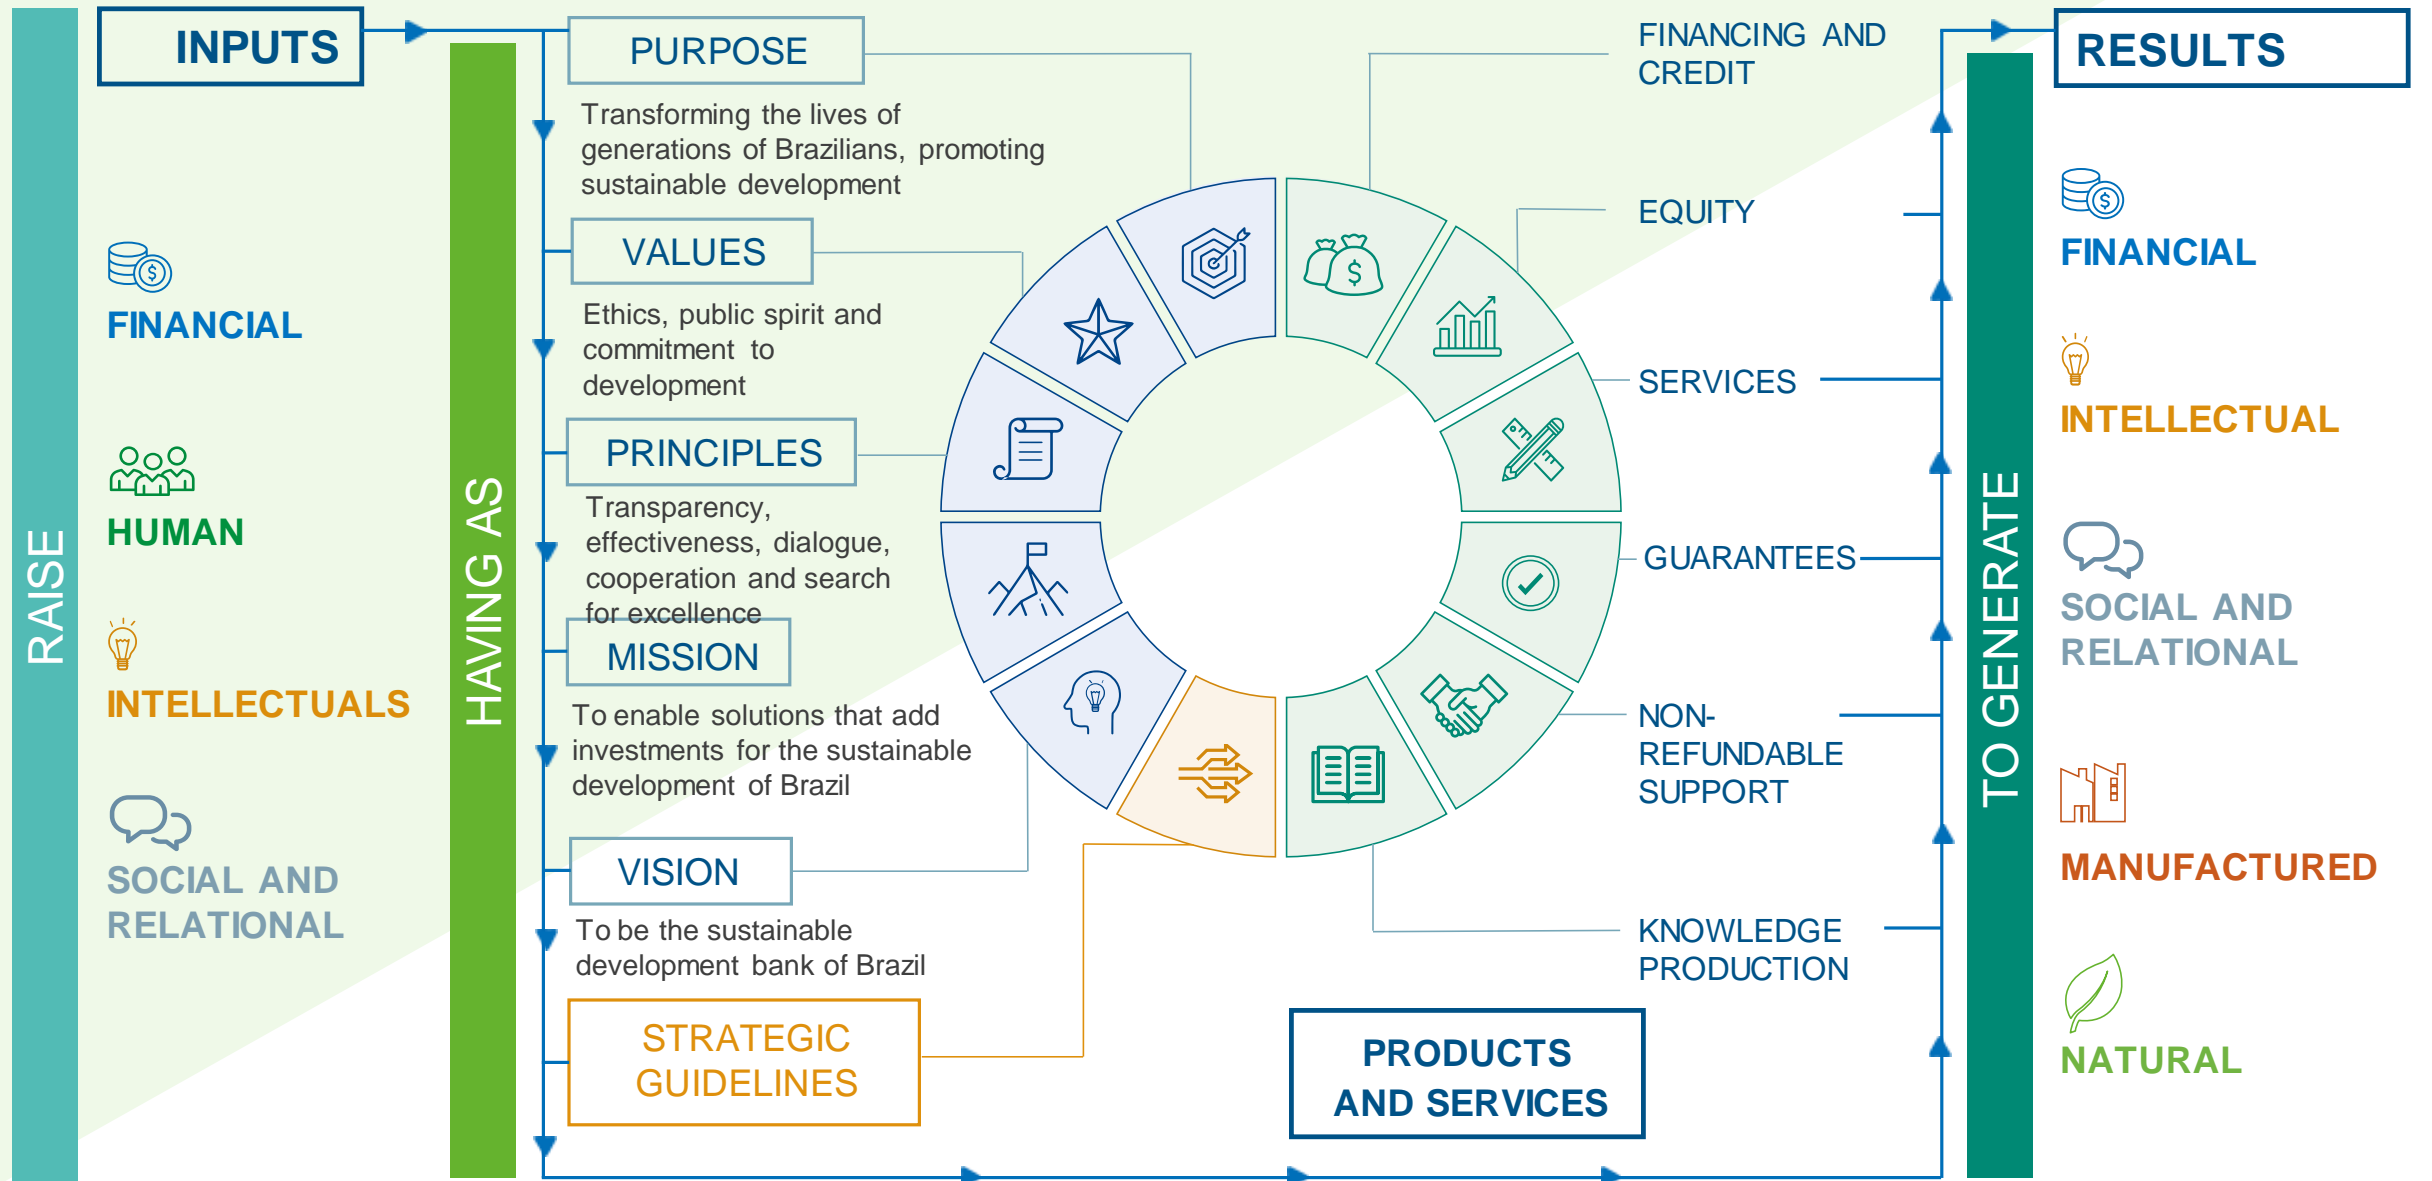 RAISE
INPUTS
FINANCIAL
HUMAN
INTELLECTUALS
SOCIAL AND
RELATIONAL
HAVING AS
PURPOSE
Transforming the lives of
generations of Brazilians, promoting
sustainable development
VALUES
Ethics, public spirit and
commitment to
development
PRINCIPLES
Transparency,
effectiveness, dialogue,
cooperation and search
for excellence
MISSION
To enable solutions that add
investments for the sustainable
development of Brazil
VISION
To be the sustainable
development bank of Brazil
STRATEGIC
GUIDELINES
FINANCING AND
CREDIT
EQUITY
SERVICES
GUARANTEES
NON-
REFUNDABLE
SUPPORT
KNOWLEDGE
PRODUCTION
PRODUCTS
AND SERVICES
TO GENERATE
RESULTS
FINANCIAL
INTELLECTUAL
SOCIAL AND
RELATIONAL
MANUFACTURED
NATURAL